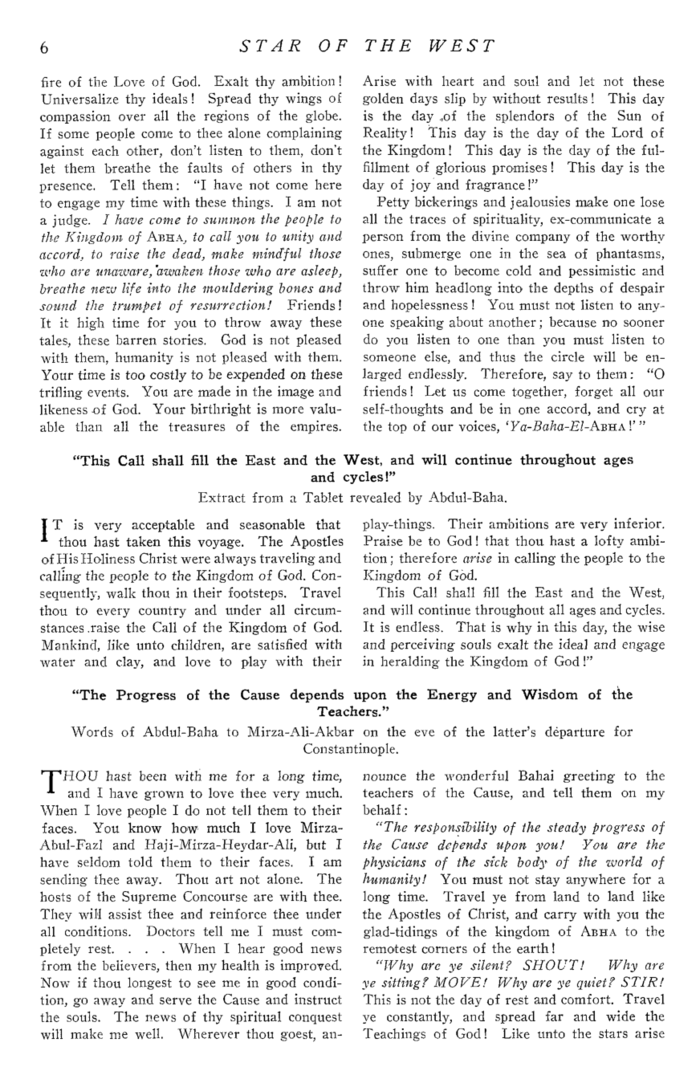 6
STAR OF THE WEST
fire of the Love of God. Exalt thy ambition!
Universalize thy ideals! Spread thy wings of
compassion over all the regions of the globe.
If some people come to thee alone complaining
against each other, don't listen to them, don't
let them breathe the faults of others in thy
presence. Tell them: "I have not come here
to engage my time with these things. I am not
a judge. I have come to summon the people to
the Kingdom of ABHA, to call you to unity and
accord, to raise the dead, make mindful those
who are unaware, awaken those who are asleep,
breathe new life into the mouldering bones and
sound the trumpet of resurrection! Friends!
It it high time for you to throw away these
tales, these barren stories. God is not pleased
with them, humanity is not pleased with them.
Your time is too costly to be expended on these
trifling events. You are made in the image and
likeness of God. Your birthright is more valu-
able than all the treasures of the empires.
Arise with heart and soul and let not these
golden days slip by without results! This day
is the day of the splendors of the Sun of
Reality! This day is the day of the Lord of
the Kingdom! This day is the day of the ful-
fillment of glorious promises! This day is the
day of joy and fragrance!"
Petty bickerings and jealousies make one lose
all the traces of spirituality, ex-communicate a
person from the divine company of the worthy
ones, submerge one in the sea of phantasms,
suffer one to become cold and pessimistic and
throw him headlong into the depths of despair
and hopelessness! You must not listen to any-
one speaking about another; because no sooner
do you listen to one than you must listen to
someone else, and thus the circle will be en-
larged endlessly. Therefore, say to them: "O
friends! Let us come together, forget all our
self-thoughts and be in one accord, and cry at
the top of our voices, 'Ya-Baha-El-ABHA!'"
"This Call shall fill the East and the West, and will continue throughout ages
and cycles!"
Extract from a Tablet revealed by Abdul-Baha.
IT is very acceptable and seasonable that
thou hast taken this voyage. The Apostles
of His Holiness Christ were always traveling and
calling the people to the Kingdom of God. Con-
sequently, walk thou in their footsteps. Travel
thou to every country and under all circum-
stances raise the Call of the Kingdom of God.
Mankind, like unto children, are satisfied with
water and clay, and love to play with their
play-things. Their ambitions are very inferior.
Praise be to God! that thou hast a lofty ambi-
tion; therefore arise in calling the people to the
Kingdom of God.
This Call shall fill the East and the West,
and will continue throughout all ages and cycles.
It is endless. That is why in this day, the wise
and perceiving souls exalt the ideal and engage
in heralding the Kingdom of God!"
"The Progress of the Cause depends upon the Energy and Wisdom of the
Teachers."
Words of Abdul-Baha to Mirza-Ali-Akbar on the eve of the latter's departure for
Constantinople.
THOU hast been with me for a long time,
and I have grown to love thee very much.
When I love people I do not tell them to their
faces. You know how much I love Mirza-
Abul-Fazl and Haji-Mirza-Heydar-Ali, but I
have seldom told them to their faces. I am
sending thee away. Thou art not alone. The
hosts of the Supreme Concourse are with thee.
They will assist thee and reinforce thee under
all conditions. Doctors tell me I must com-
pletely rest. . . . When I hear good news
from the believers, then my health is improved.
Now if thou longest to see me in good condi-
tion, go away and serve the Cause and instruct
the souls. The news of thy spiritual conquest
will make me well. Wherever thou goest, an-
nounce the wonderful Bahai greeting to the
teachers of the Cause, and tell them on my
behalf:
"The responsibility of the steady progress of
the Cause depends upon you! You are the
physicians of the sick body of the world of
humanity! You must not stay anywhere for a
long time. Travel ye from land to land like
the Apostles of Christ, and carry with you the
glad-tidings of the kingdom of ABHA to the
remotest corners of the earth!
"Why are ye silent? SHOUT! Why are
ye sitting? MOVE! Why are ye quiet? STIR!
This is not the day of rest and comfort. Travel
ye constantly, and spread far and wide the
Teachings of God! Like unto the stars arise